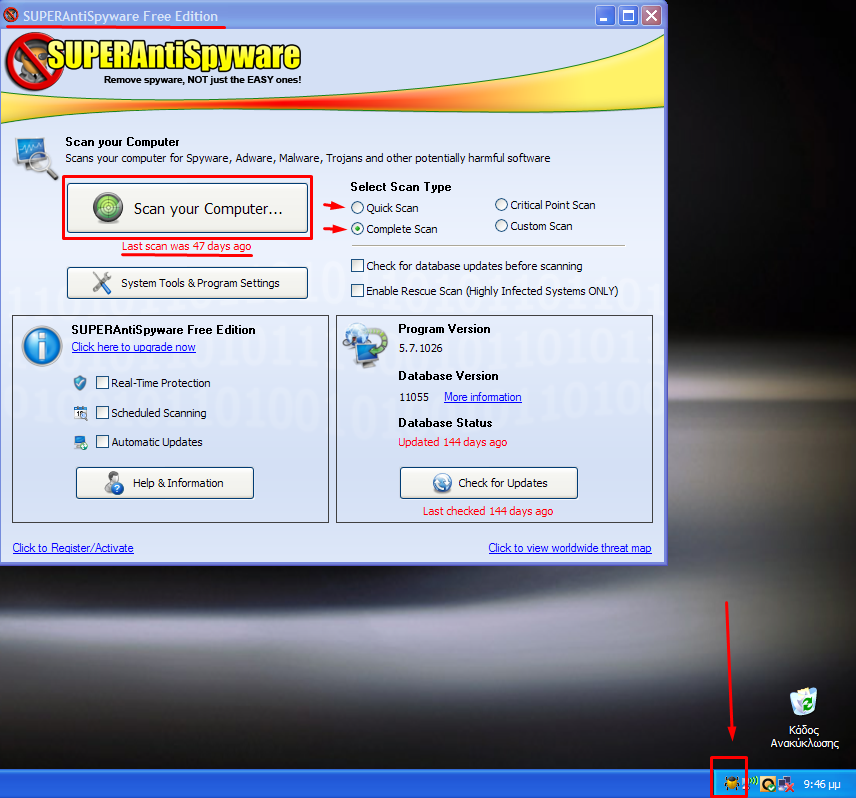 SUPERAntiSpyware Free Edition
SUPERAntiSpyware
Remove spyware, NOT just the EASY ones!
Scan your Computer
Scans your computer for Spyware, Adware, Malware, Trojans and other potentially harmful software
Scan your Computer...
Last scan was 47 days ago
System Tools & Program Settings
Select Scan Type
Quick Scan
Critical Point Scan
Complete Scan
Custom Scan
Check for database updates before scanning
Enable Rescue Scan (Highly Infected Systems ONLY)
SUPERAntiSpyware Free Edition
Click here to upgrade now
Real-Time Protection
Scheduled Scanning
Automatic Updates
Help & Information
Program Version
5.7.1026
Database Version
11055 More information
Database Status
Updated 144 days ago
Check for Updates
Last checked 144 days ago
Click to Register/Activate
Click to view worldwide threat map
Κάδος
Ανακύκλωσης
9:46 μμ